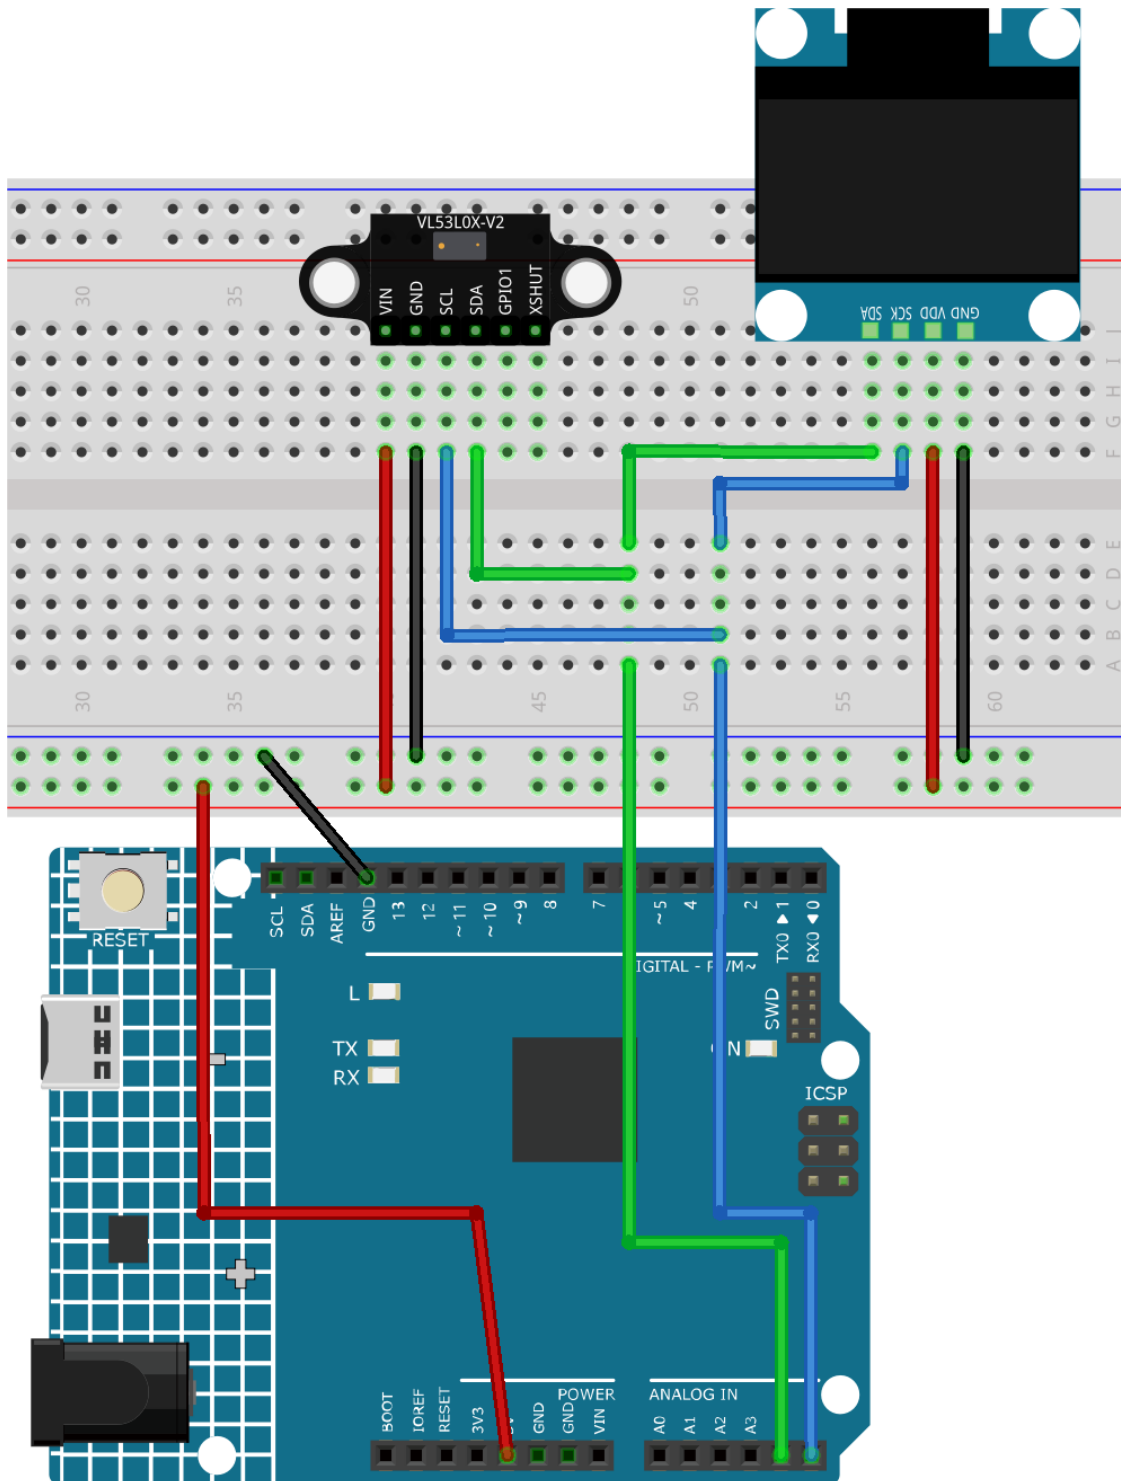 VL53L0X-V2
VIN GND SCL SDA GPIO1 XSHUT
SDA SCK VDD GND
30 35 50
J
I
H
G
F
E
D
C
B
A
30 35 45 50 55 60
RESET
SCL SDA AREF GND 13 12 ~11 ~10 ~9 8 7 ~5 4 2 TX0▶1 RX0◀0
IGITAL - PWM~
L
TX
RX
SWD
N
ICSP
POWER ANALOG IN
BOOT IOREF RESET 3V3 GND GND VIN A0 A1 A2 A3